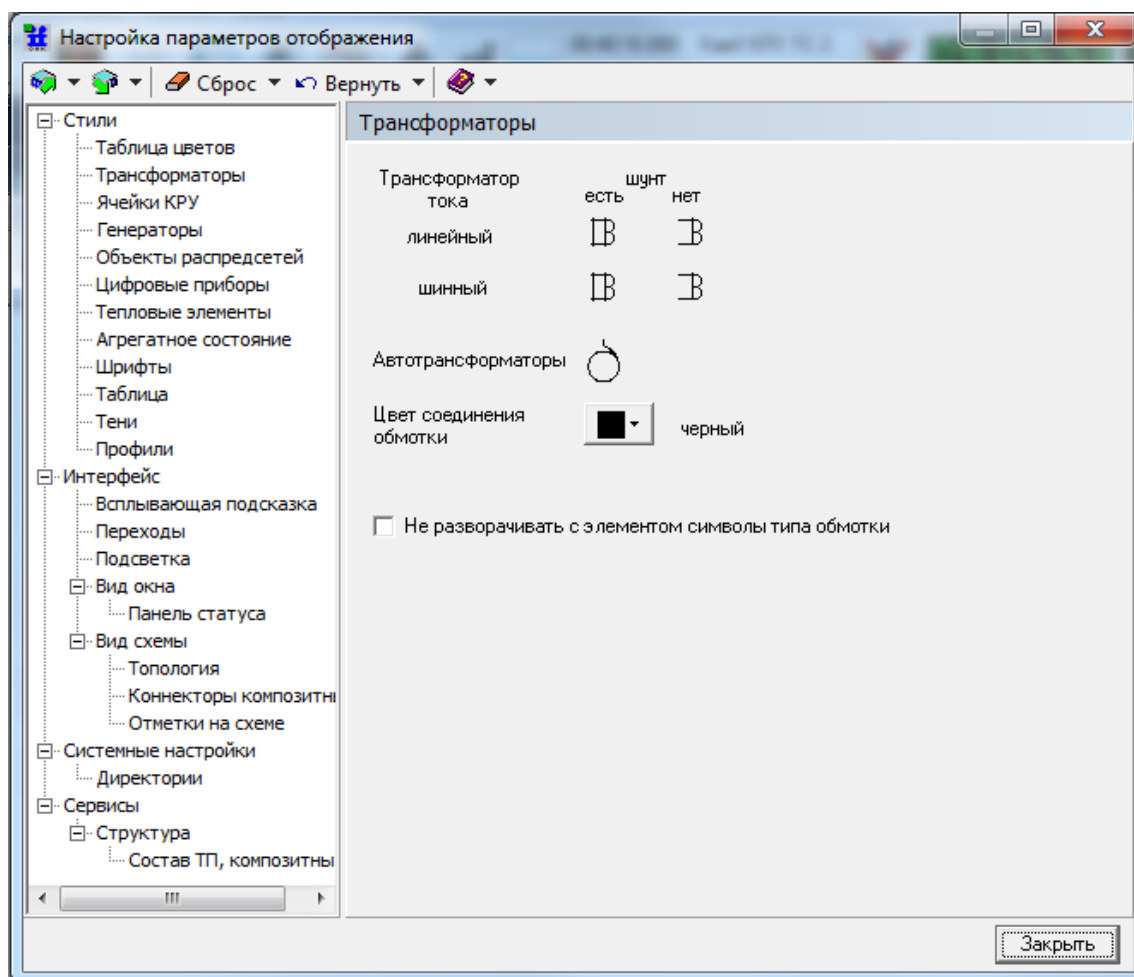 Настройка параметров отображения
Сброс Вернуть
Стили
Таблица цветов
Трансформаторы
Ячейки КРУ
Генераторы
Объекты распредсетей
Цифровые приборы
Тепловые элементы
Агрегатное состояние
Шрифты
Таблица
Тени
Профили
Интерфейс
Всплывающая подсказка
Переходы
Подсветка
Вид окна
Панель статуса
Вид схемы
Топология
Коннекторы композитн
Отметки на схеме
Системные настройки
Директории
Сервисы
Структура
Состав ТП, композитны
Трансформаторы
Трансформатор
тока
шунт
есть нет
линейный
шинный
Автотрансформаторы
Цвет соединения
обмотки
черный
Не разворачивать с элементом символы типа обмотки
Закрыть